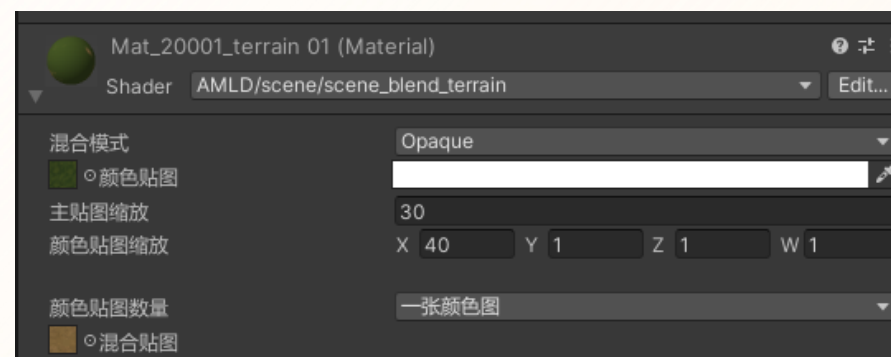 Mat_20001_terrain 01 (Material)
Shader AMLD/scene/scene_blend_terrain Edit...
混合模式 Opaque
颜色贴图
主贴图缩放 30
颜色贴图缩放 X 40 Y 1 Z 1 W 1
颜色贴图数量 一张颜色图
混合贴图